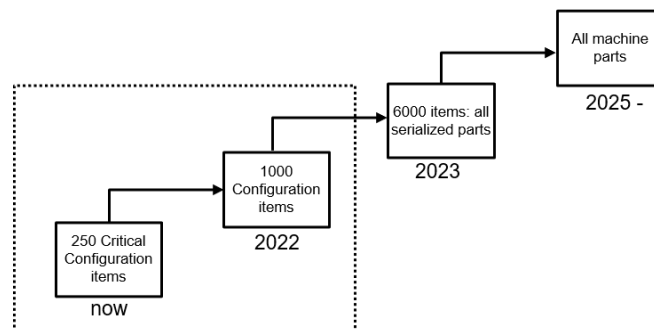 All machine
parts
2025 -
6000 items: all
serialized parts
2023
1000
Configuration
items
2022
250 Critical
Configuration
items
now